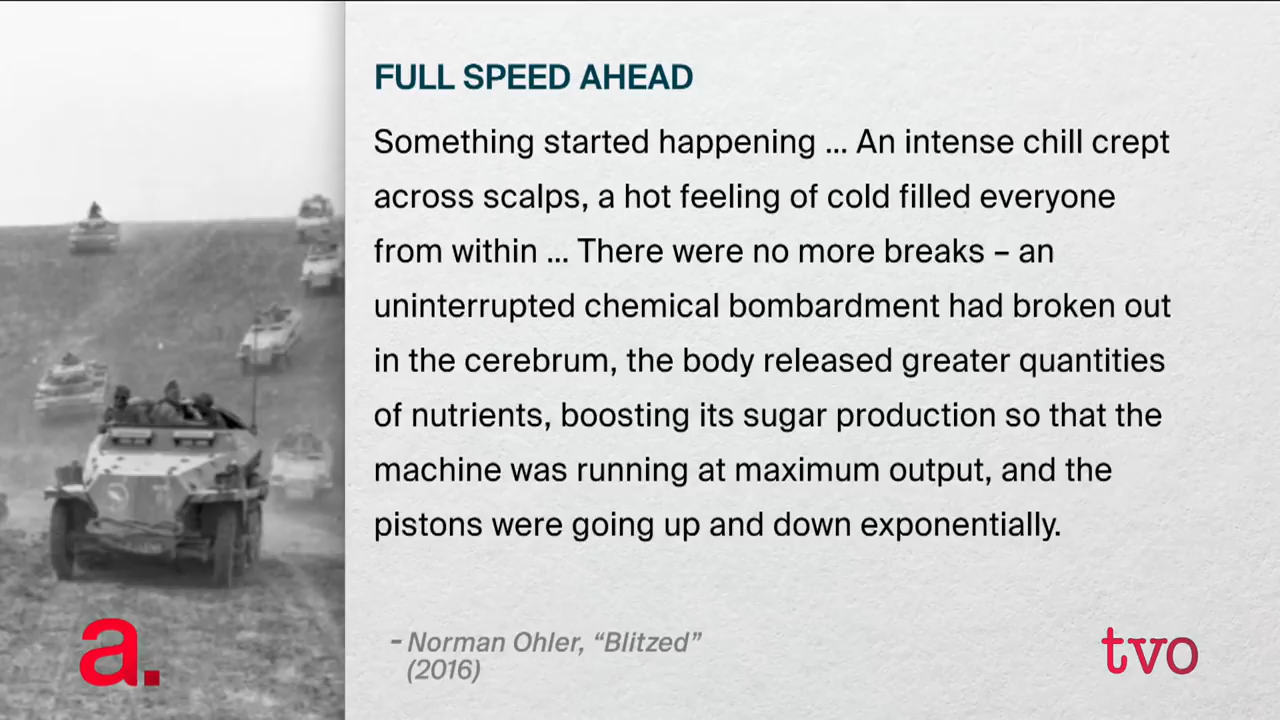 FULL SPEED AHEAD
Something started happening ... An intense chill crept
across scalps, a hot feeling of cold filled everyone
from within ... There were no more breaks – an
uninterrupted chemical bombardment had broken out
in the cerebrum, the body released greater quantities
of nutrients, boosting its sugar production so that the
machine was running at maximum output, and the
pistons were going up and down exponentially.
– Norman Ohler, “Blitzed”
(2016)
a.
tvo